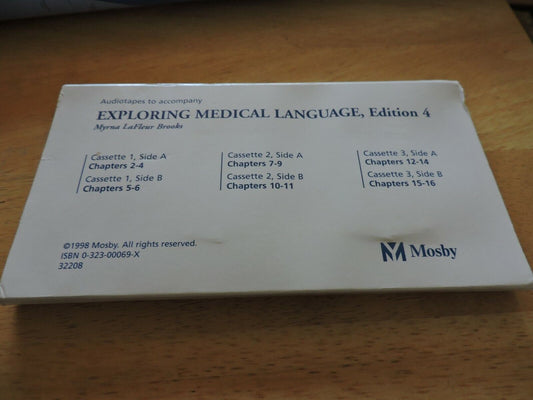 Audiotapes to accompany
EXPLORING MEDICAL LANGUAGE, Edition 4
Myrna LaFleur Brooks
Cassette 1, Side A
Chapters 2-4
Cassette 1, Side B
Chapters 5-6
Cassette 2, Side A
Chapters 7-9
Cassette 2, Side B
Chapters 10-11
Cassette 3, Side A
Chapters 12-14
Cassette 3, Side B
Chapters 15-16
©1998 Mosby. All rights reserved.
ISBN 0-323-00069-X
32208
M Mosby